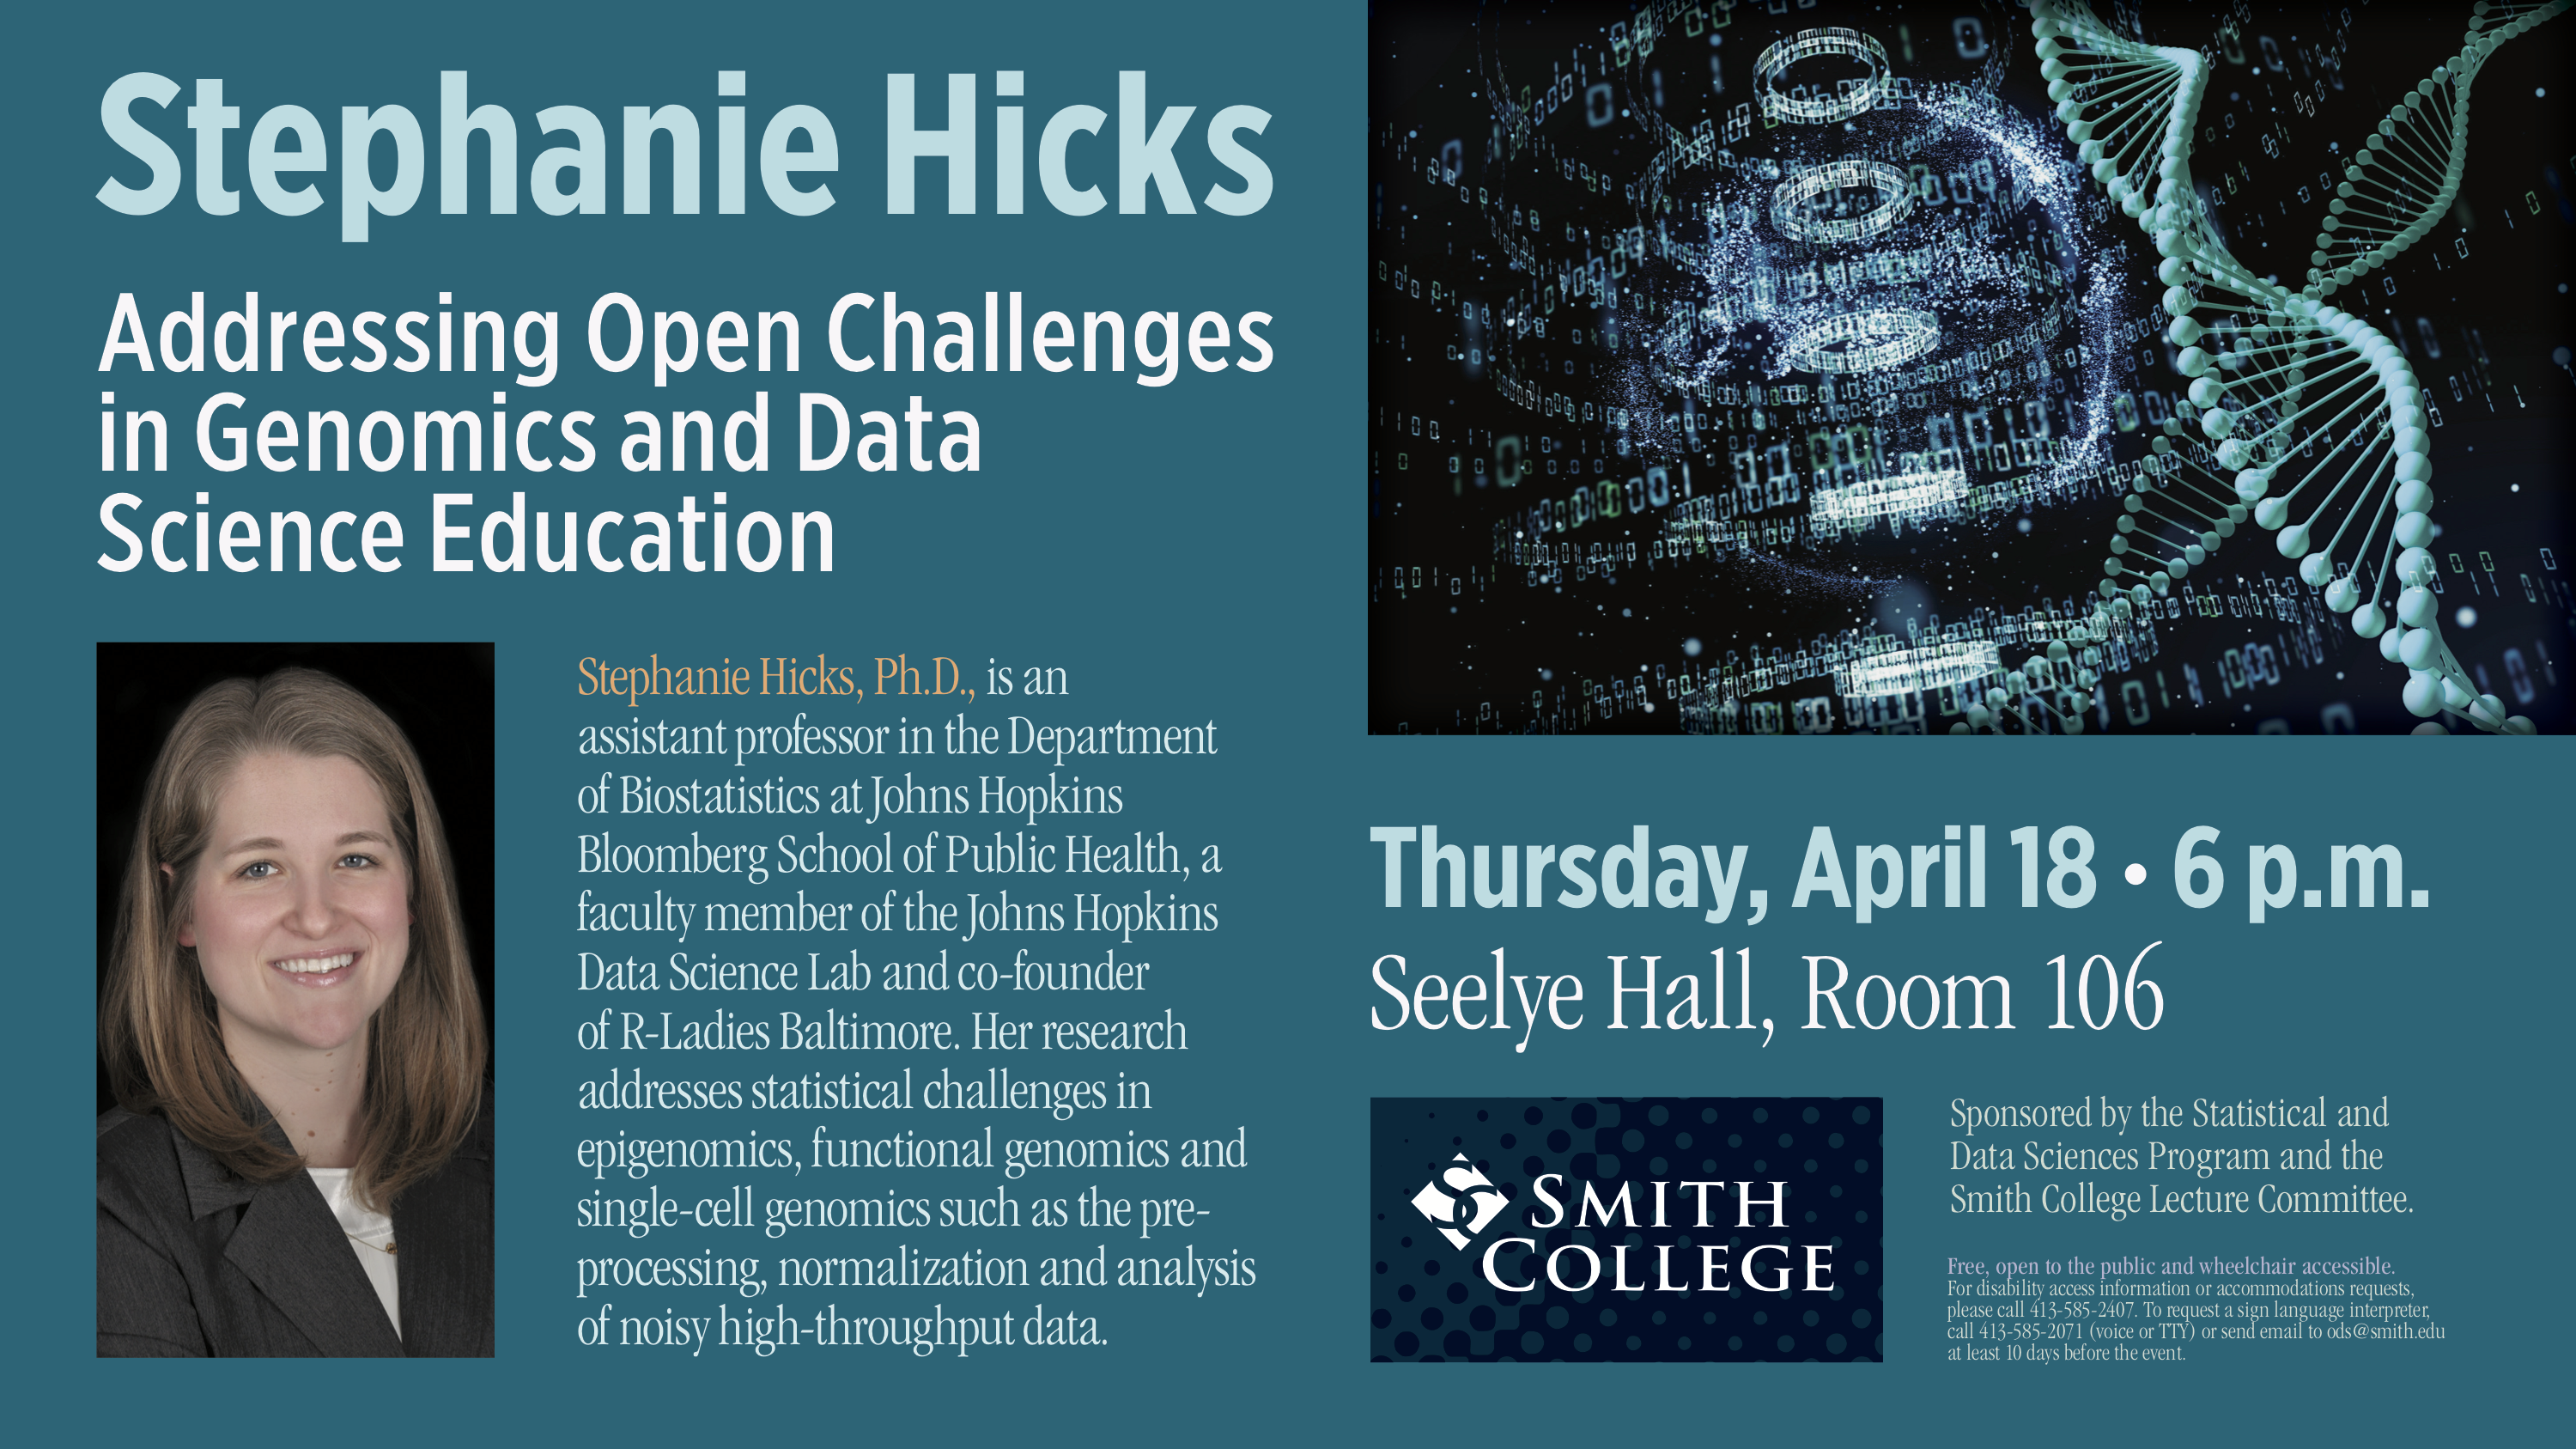 Stephanie Hicks
Addressing Open Challenges
in Genomics and Data
Science Education
Stephanie Hicks, Ph.D., is an
assistant professor in the Department
of Biostatistics at Johns Hopkins
Bloomberg School of Public Health, a
faculty member of the Johns Hopkins
Data Science Lab and co-founder
of R-Ladies Baltimore. Her research
addresses statistical challenges in
epigenomics, functional genomics and
single-cell genomics such as the pre-
processing, normalization and analysis
of noisy high-throughput data.
Thursday, April 18 • 6 p.m.
Seelye Hall, Room 106
SMITH
COLLEGE
Sponsored by the Statistical and
Data Sciences Program and the
Smith College Lecture Committee.
Free, open to the public and wheelchair accessible.
For disability access information or accommodations requests,
please call 413-585-2407. To request a sign language interpreter,
call 413-585-2071 (voice or TTY) or send email to ods@smith.edu
at least 10 days before the event.